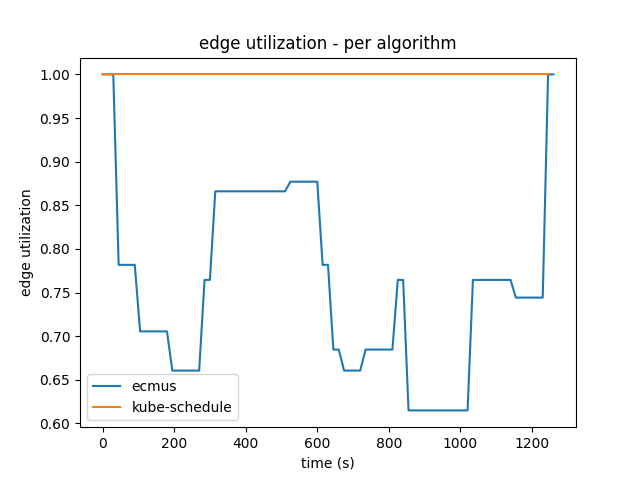 edge utilization - per algorithm
1.00
0.95
0.90
0.85
0.80
0.75
0.70
0.65
0.60
edge utilization
ecmus
kube-schedule
0 200 400 600 800 1000 1200
time (s)